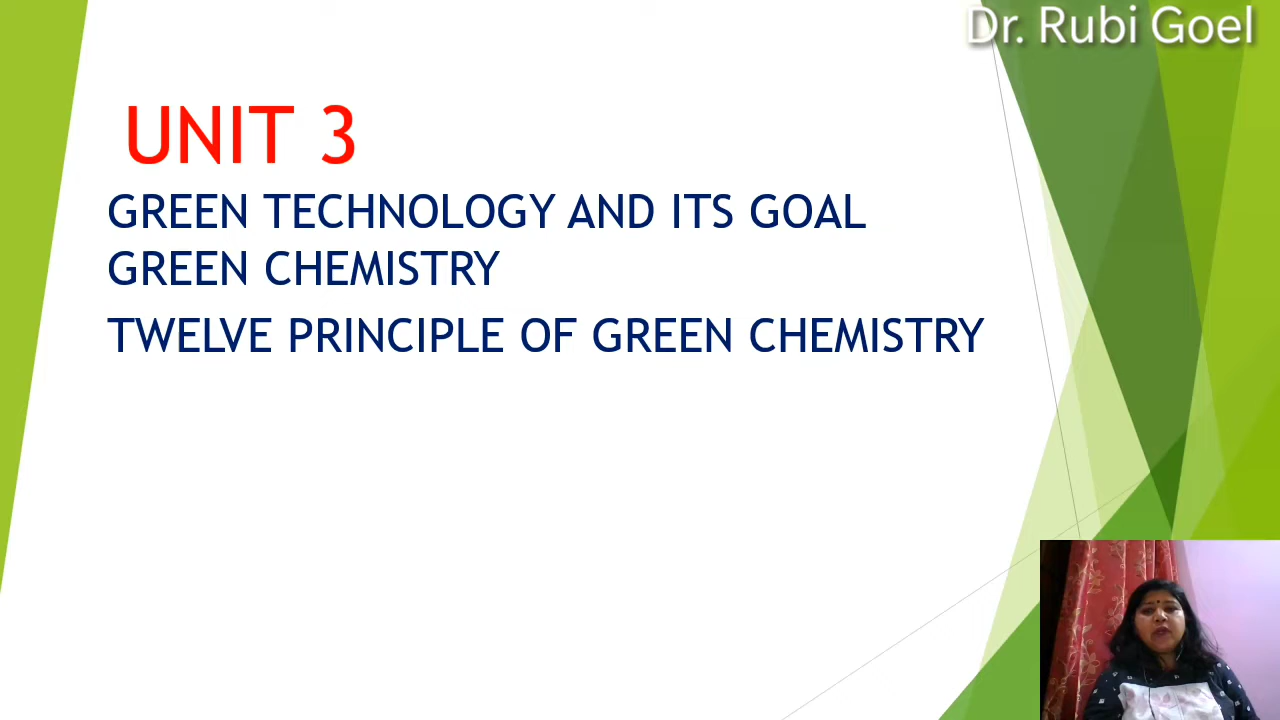 Dr. Rubi Goel
UNIT 3
GREEN TECHNOLOGY AND ITS GOAL
GREEN CHEMISTRY
TWELVE PRINCIPLE OF GREEN CHEMISTRY